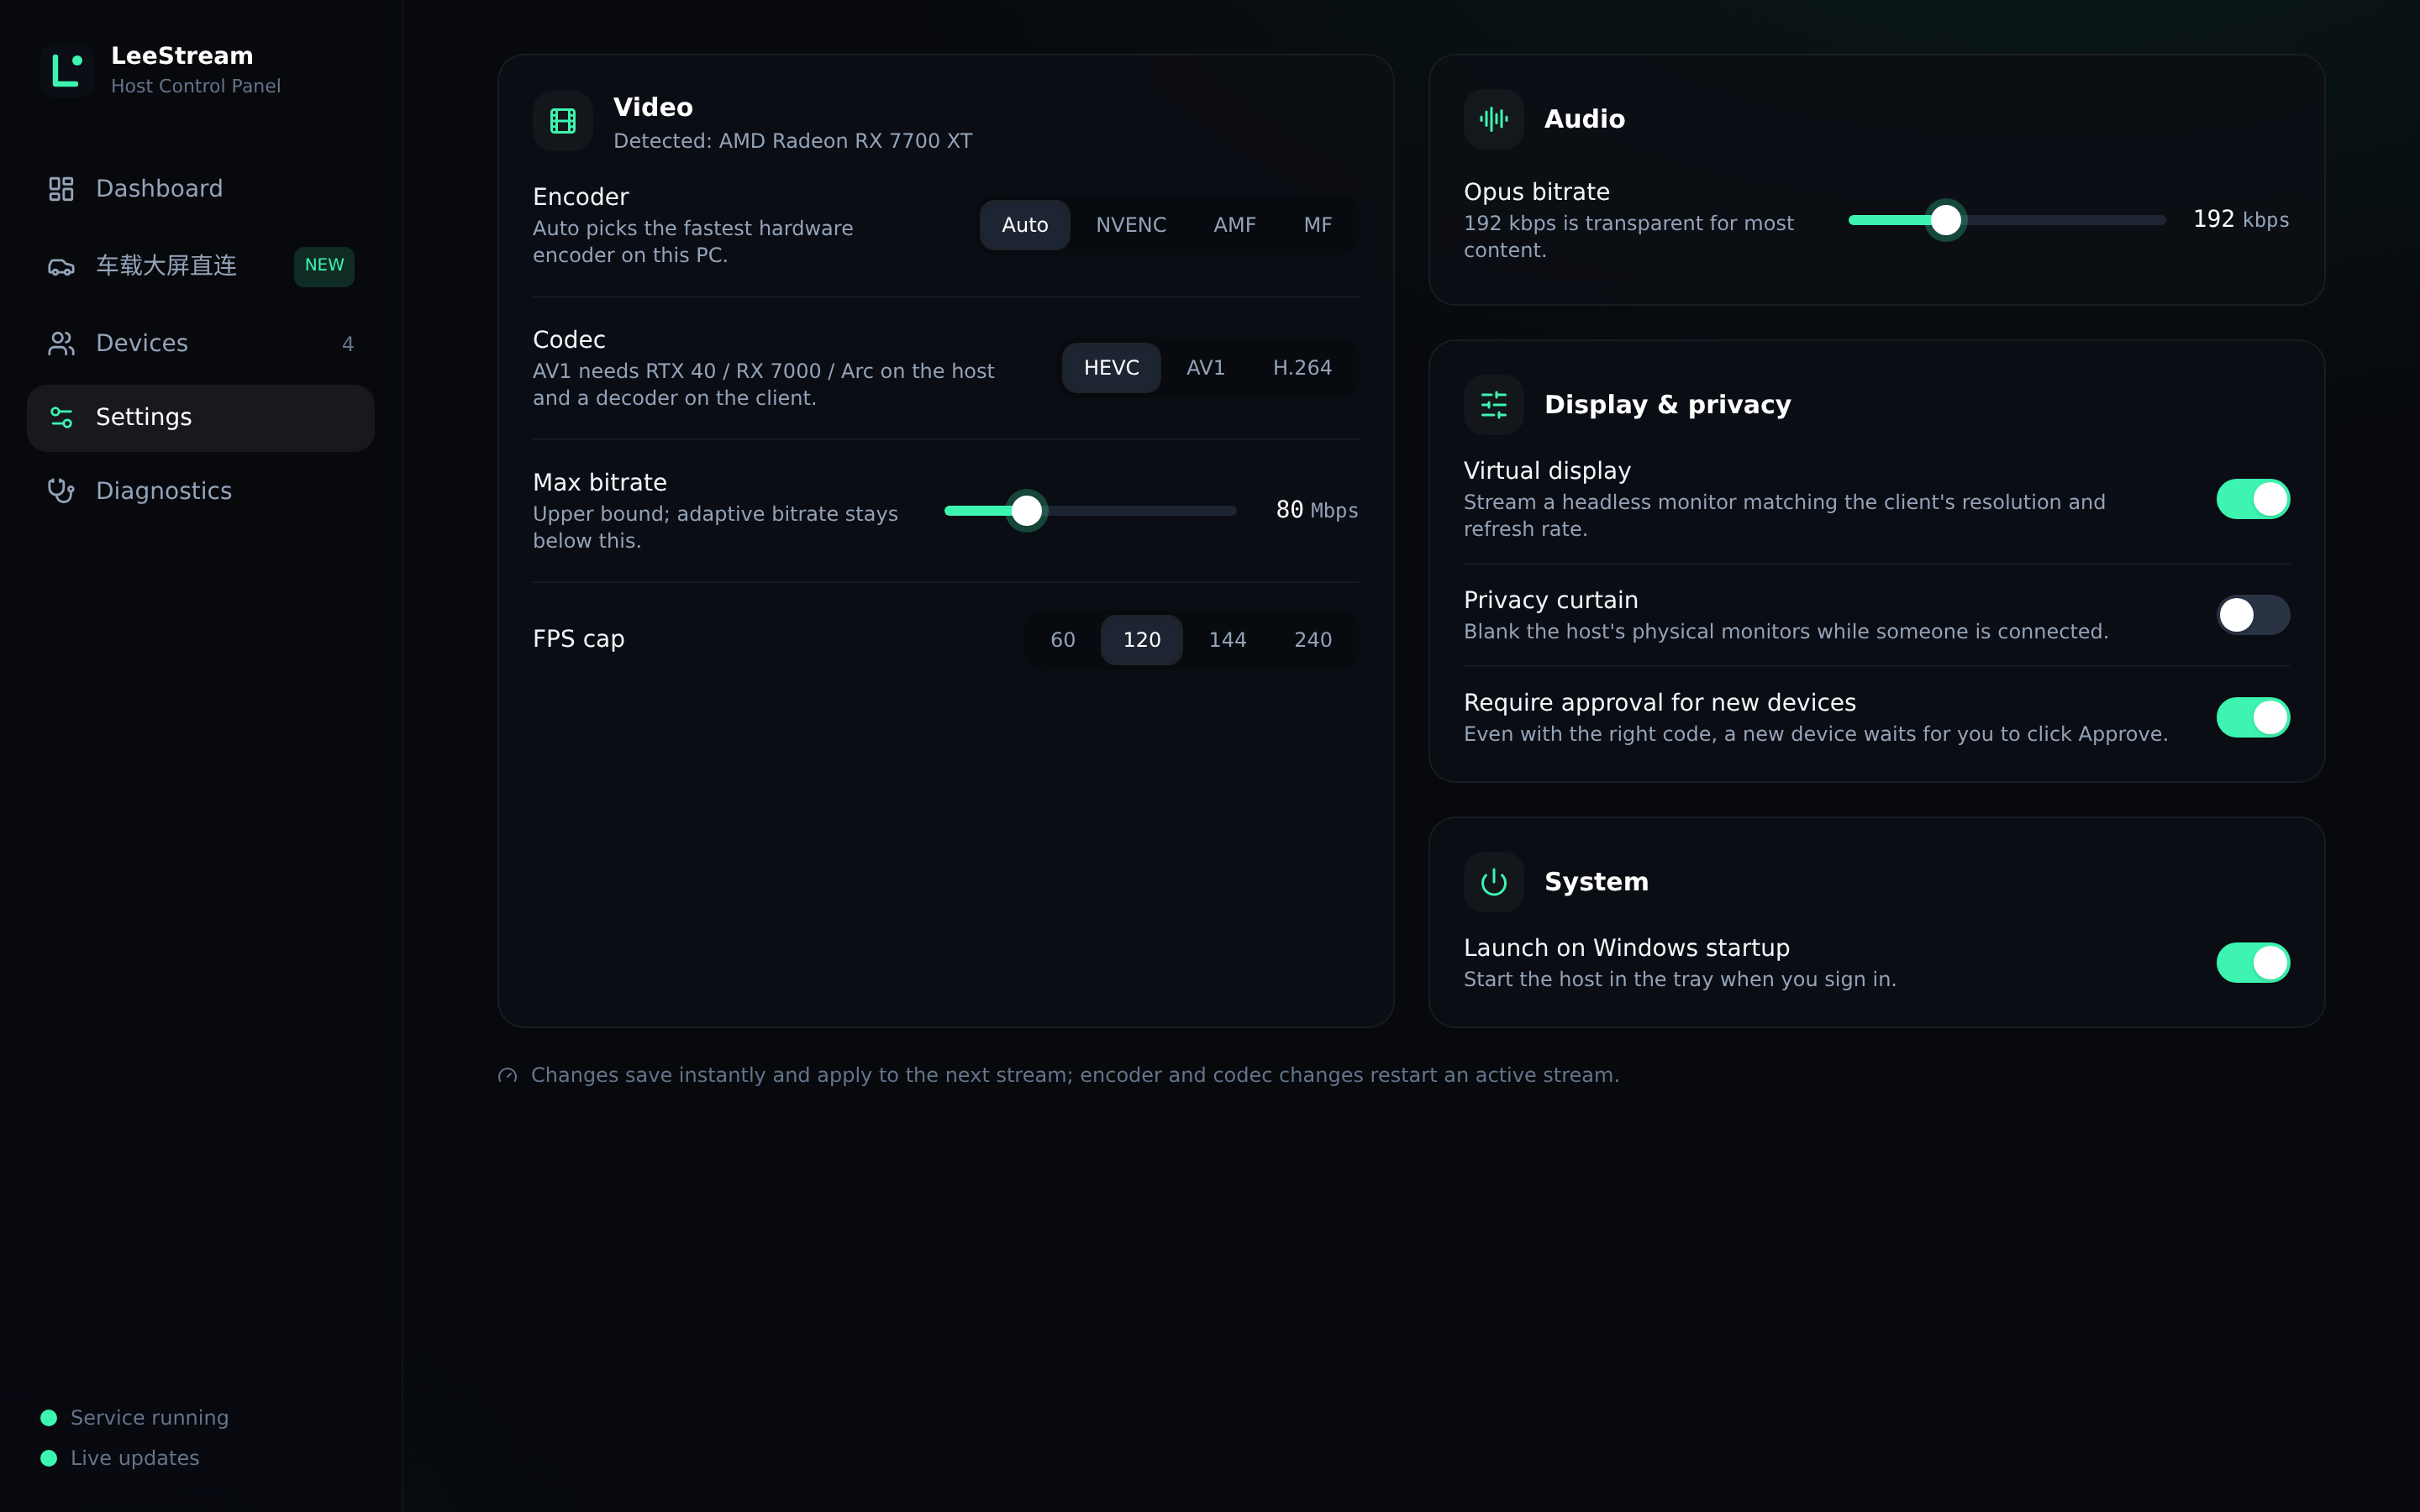 LeeStream
Host Control Panel
Dashboard
车载大屏直连
NEW
Devices
4
Settings
Diagnostics
Service running
Live updates
Video
Detected: AMD Radeon RX 7700 XT
Encoder
Auto picks the fastest hardware
encoder on this PC.
Auto NVENC AMF MF
Codec
AV1 needs RTX 40 / RX 7000 / Arc on the host
and a decoder on the client.
HEVC AV1 H.264
Max bitrate
Upper bound; adaptive bitrate stays
below this.
80 Mbps
FPS cap
60 120 144 240
Audio
Opus bitrate
192 kbps is transparent for most
content.
192 kbps
Display & privacy
Virtual display
Stream a headless monitor matching the client's resolution and
refresh rate.
Privacy curtain
Blank the host's physical monitors while someone is connected.
Require approval for new devices
Even with the right code, a new device waits for you to click Approve.
System
Launch on Windows startup
Start the host in the tray when you sign in.
Changes save instantly and apply to the next stream; encoder and codec changes restart an active stream.